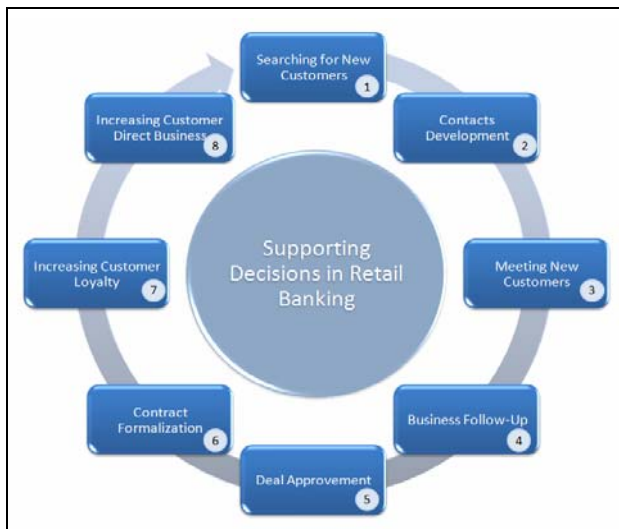 Searching for New
Customers
1
Contacts
Development
2
Meeting New
Customers
3
Business Follow-Up
4
Deal Approvement
5
Contract
Formalization
6
Increasing Customer
Loyalty
7
Increasing Customer
Direct Business
8
Supporting
Decisions in Retail
Banking